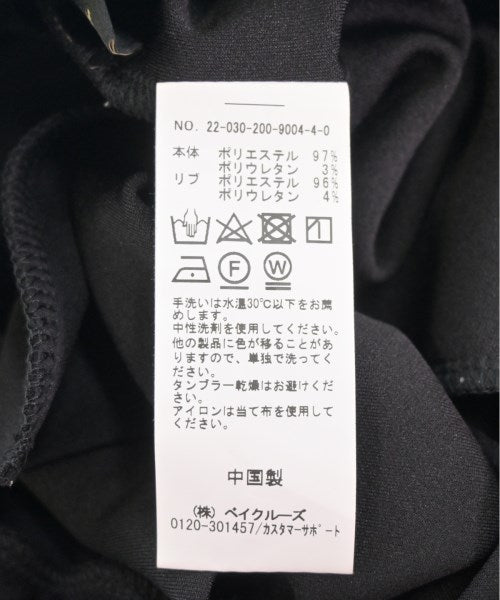 NO. 22-030-200-9004-4-0
本体 ポリエステル 97%
ポリウレタン 3%
リブ ポリエステル 96%
ポリウレタン 4%
F W
手洗いは水温30℃以下をお薦
めします。
中性洗剤を使用してください。
他の製品に色が移ることがあ
りますので、単独で洗ってく
ださい。
タンブラー乾燥はお避けくだ
さい。
アイロンは当て布を使用して
ください。
中国製
(株) ベイクルーズ
0120-301457/カスタマーサポート